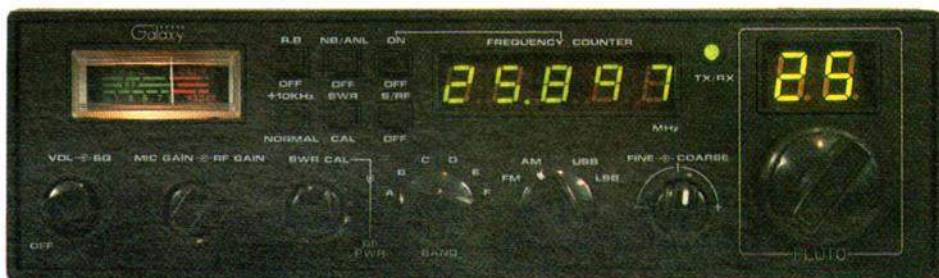 Galaxy
R.B NB/ANL ON
FREQUENCY COUNTER
25.897
MHz
TX/RX
25
OFF OFF OFF
+10KHz SWR S/RF
NORMAL CAL OFF
VOL SQ
OFF
MIC GAIN RF GAIN
SWR CAL
RF
PWR
A B C D E F
BAND
FM AM USB LSB
FINE COARSE
- +
PLUTO